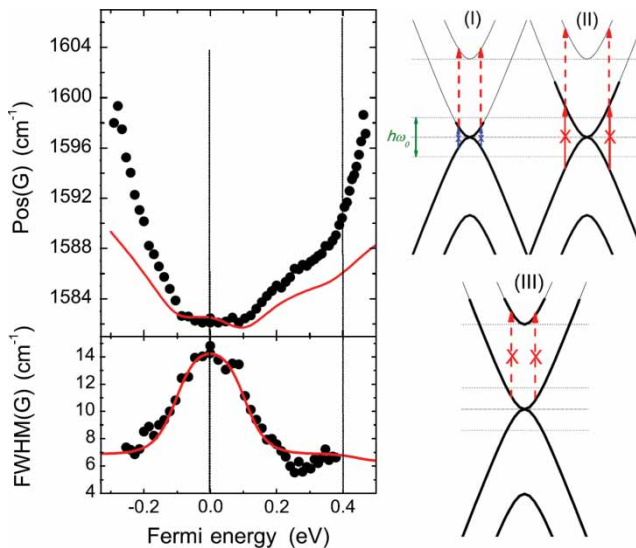 1604
1600
1596
1592
1588
1584
Pos(G) (cm⁻¹)
14
12
10
8
6
4
FWHM(G) (cm⁻¹)
-0.2 0.0 0.2 0.4
Fermi energy (eV)
(I) (II)
ħω₀
(III)